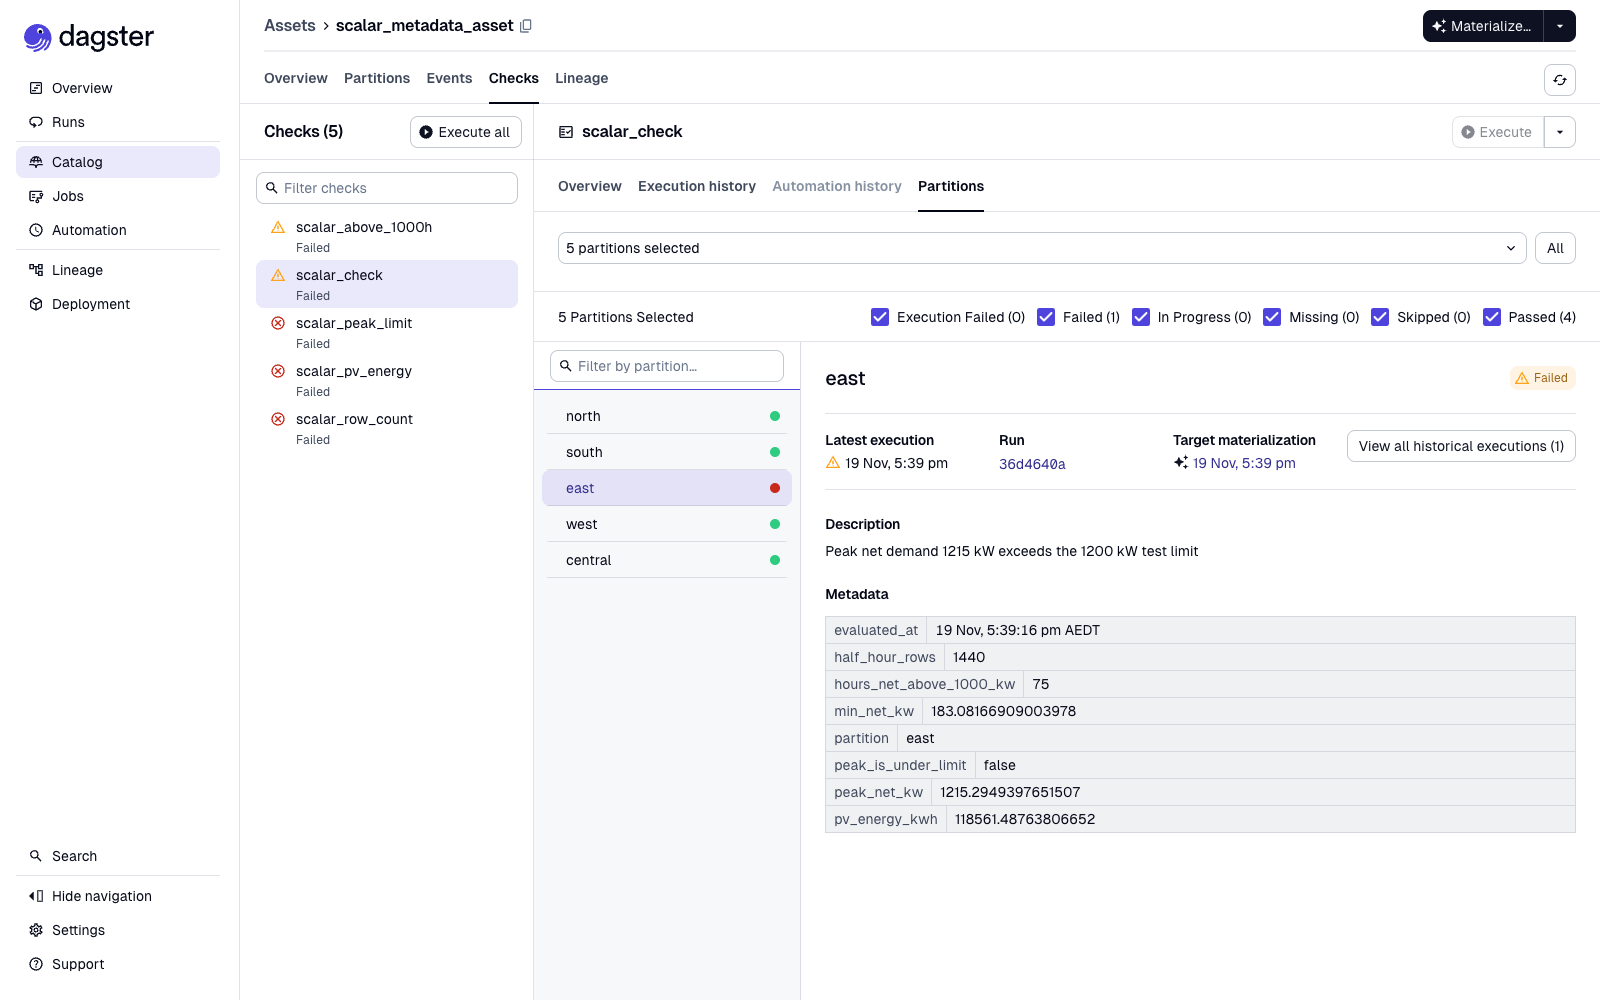 dagster
Overview
Runs
Catalog
Jobs
Automation
Lineage
Deployment
Search
Hide navigation
Settings
Support
Assets › scalar_metadata_asset
Materialize...
Overview Partitions Events Checks Lineage
Checks (5)
Execute all
Filter checks
scalar_above_1000h
Failed
scalar_check
Failed
scalar_peak_limit
Failed
scalar_pv_energy
Failed
scalar_row_count
Failed
scalar_check
Execute
Overview Execution history Automation history Partitions
5 partitions selected
All
5 Partitions Selected
Execution Failed (0) Failed (1) In Progress (0) Missing (0) Skipped (0) Passed (4)
Filter by partition...
north
south
east
west
central
east
Failed
Latest execution
19 Nov, 5:39 pm
Run
36d4640a
Target materialization
19 Nov, 5:39 pm
View all historical executions (1)
Description
Peak net demand 1215 kW exceeds the 1200 kW test limit
Metadata
evaluated_at 19 Nov, 5:39:16 pm AEDT
half_hour_rows 1440
hours_net_above_1000_kw 75
min_net_kw 183.08166909003978
partition east
peak_is_under_limit false
peak_net_kw 1215.2949397651507
pv_energy_kwh 118561.48763806652